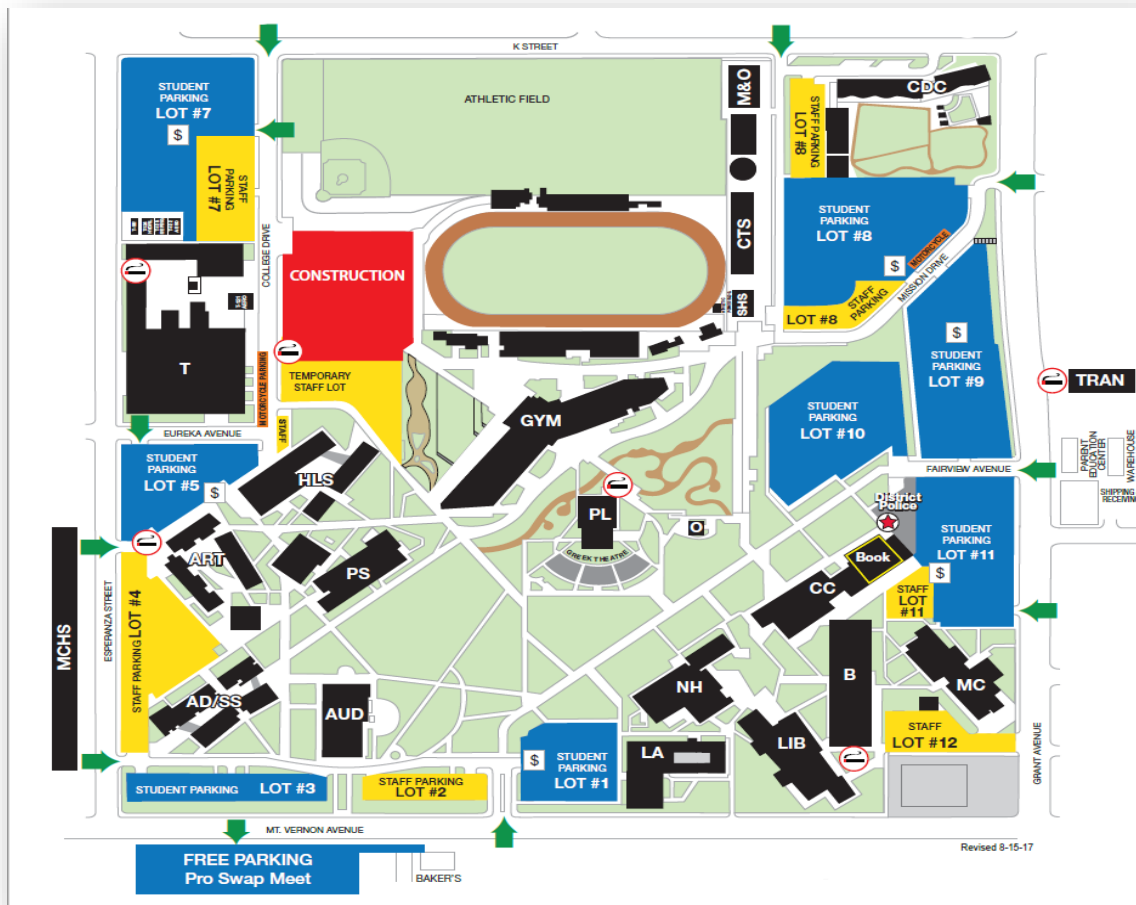 K STREET
STUDENT
PARKING
LOT #7
$
STAFF
PARKING
LOT #7
ATHLETIC FIELD
M&O
STAFF PARKING
LOT #8
CDC
COLLEGE DRIVE
CONSTRUCTION
CTS
SHS
STUDENT
PARKING
LOT #8
$
MOTORCYCLE
MISSION DRIVE
STAFF
PARKING
LOT #8
$
STUDENT
PARKING
LOT #9
T
MOTORCYCLE PARKING
TEMPORARY
STAFF LOT
STAFF
GYM
STUDENT
PARKING
LOT #10
TRAN
EUREKA AVENUE
STUDENT
PARKING
LOT #5
$
HLS
FAIRVIEW AVENUE
PARENT
EDUCATION
CENTER
WAREHOUSE
SHIPPING
RECEIVING
PL
GREEK THEATRE
O
District
Police
Book
STUDENT
PARKING
LOT #11
$
STAFF
LOT
#11
MCHS
ESPERANZA STREET
ART
PS
CC
STAFF PARKING LOT #4
AD/SS
AUD
NH
B
MC
LA
LIB
STAFF
LOT #12
GRANT AVENUE
$
STUDENT
PARKING
LOT #1
STUDENT PARKING LOT #3
STAFF PARKING
LOT #2
MT. VERNON AVENUE
Revised 8-15-17
FREE PARKING
Pro Swap Meet
BAKER'S